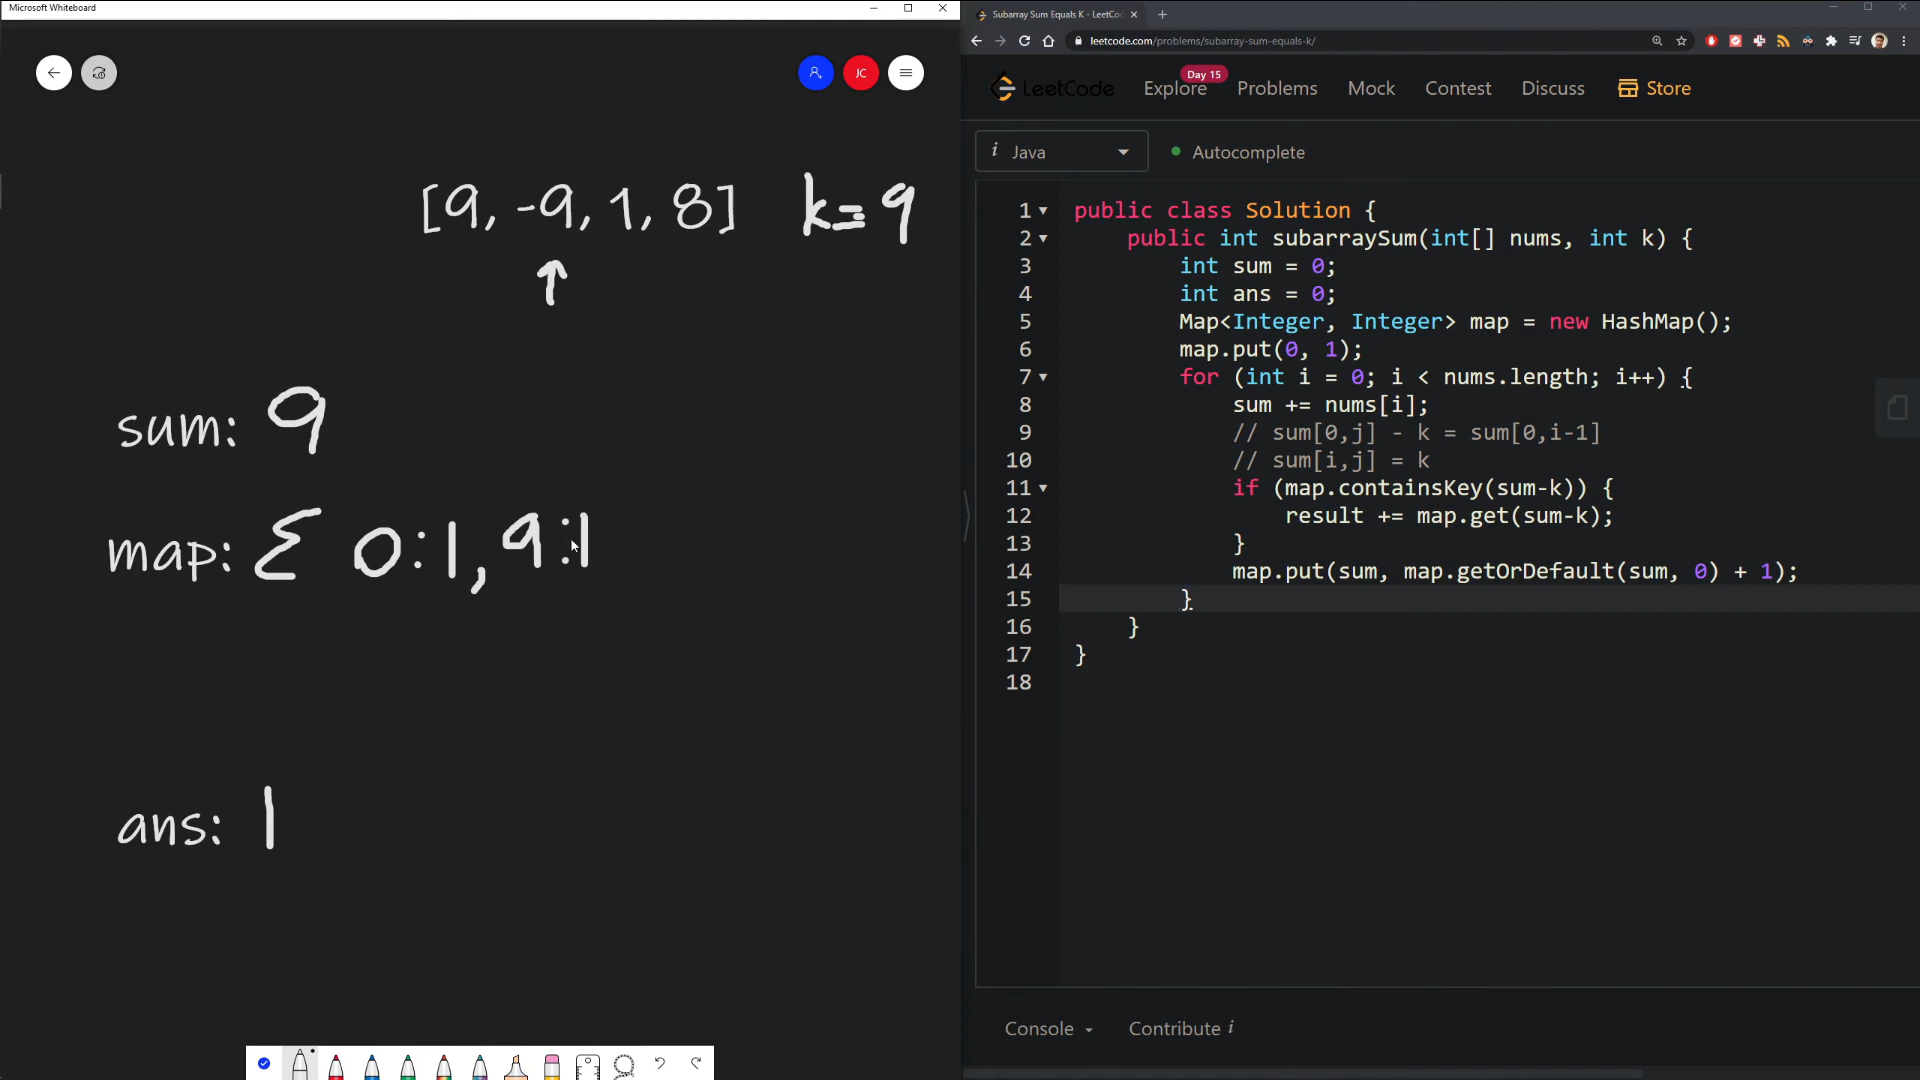 Microsoft Whiteboard
JC
[9, -9, 1, 8] k=9
sum: 9
map: { 0:1, 9:1
ans: 1
Subarray Sum Equals K - LeetCo
leetcode.com/problems/subarray-sum-equals-k/
LeetCode
Explore
Day 15
Problems
Mock
Contest
Discuss
Store
i Java
Autocomplete
1 public class Solution {
2 public int subarraySum(int[] nums, int k) {
3 int sum = 0;
4 int ans = 0;
5 Map<Integer, Integer> map = new HashMap();
6 map.put(0, 1);
7 for (int i = 0; i < nums.length; i++) {
8 sum += nums[i];
9 // sum[0,j] - k = sum[0,i-1]
10 // sum[i,j] = k
11 if (map.containsKey(sum-k)) {
12 result += map.get(sum-k);
13 }
14 map.put(sum, map.getOrDefault(sum, 0) + 1);
15 }
16 }
17 }
18
Console
Contribute i